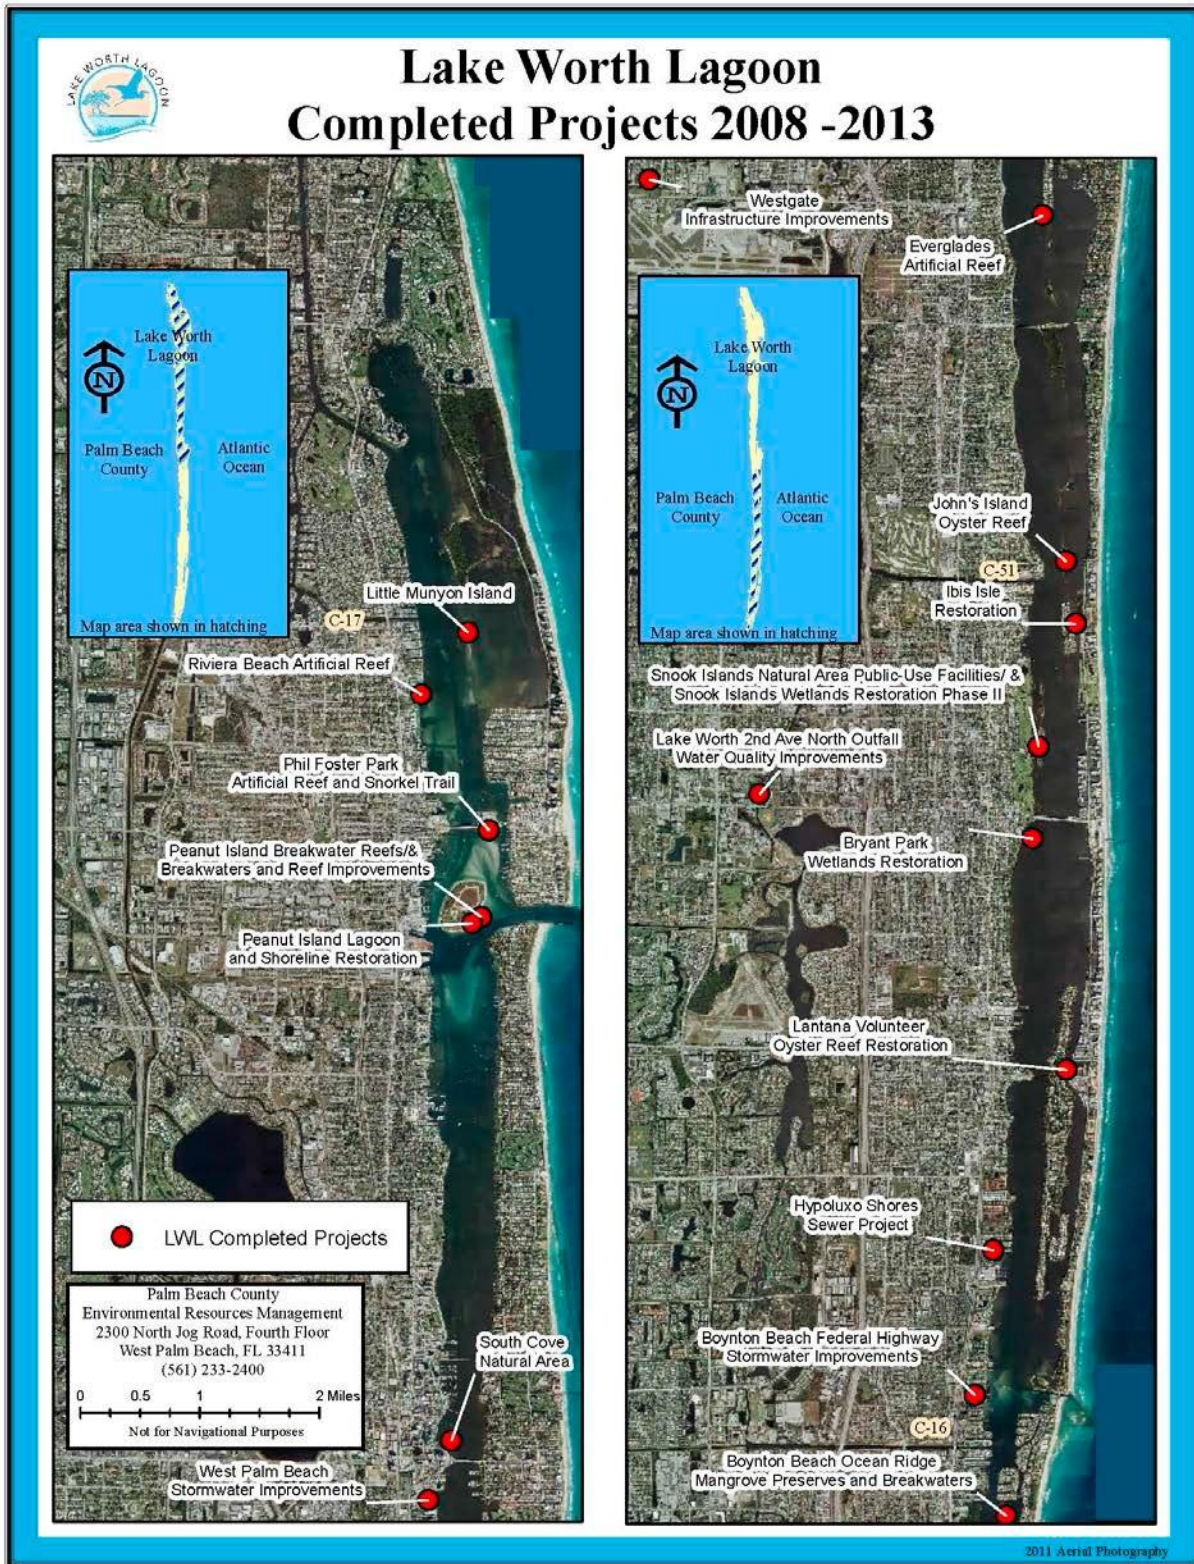 LAKE WORTH LAGOON
Lake Worth Lagoon
Completed Projects 2008 -2013
Lake Worth
Lagoon
N
Palm Beach
County
Atlantic
Ocean
Map area shown in hatching
Little Munyon Island
C-17
Riviera Beach Artificial Reef
Phil Foster Park
Artificial Reef and Snorkel Trail
Peanut Island Breakwater Reefs/&
Breakwaters and Reef Improvements
Peanut Island Lagoon
and Shoreline Restoration
LWL Completed Projects
Palm Beach County
Environmental Resources Management
2300 North Jog Road, Fourth Floor
West Palm Beach, FL 33411
(561) 233-2400
0 0.5 1 2 Miles
Not for Navigational Purposes
South Cove
Natural Area
West Palm Beach
Stormwater Improvements
Westgate
Infrastructure Improvements
Everglades
Artificial Reef
Lake Worth
Lagoon
N
Palm Beach
County
Atlantic
Ocean
Map area shown in hatching
John's Island
Oyster Reef
C-51
Ibis Isle
Restoration
Snook Islands Natural Area Public-Use Facilities/ &
Snook Islands Wetlands Restoration Phase II
Lake Worth 2nd Ave North Outfall
Water Quality Improvements
Bryant Park
Wetlands Restoration
Lantana Volunteer
Oyster Reef Restoration
Hypoluxo Shores
Sewer Project
Boynton Beach Federal Highway
Stormwater Improvements
C-16
Boynton Beach Ocean Ridge
Mangrove Preserves and Breakwaters
2011 Aerial Photography